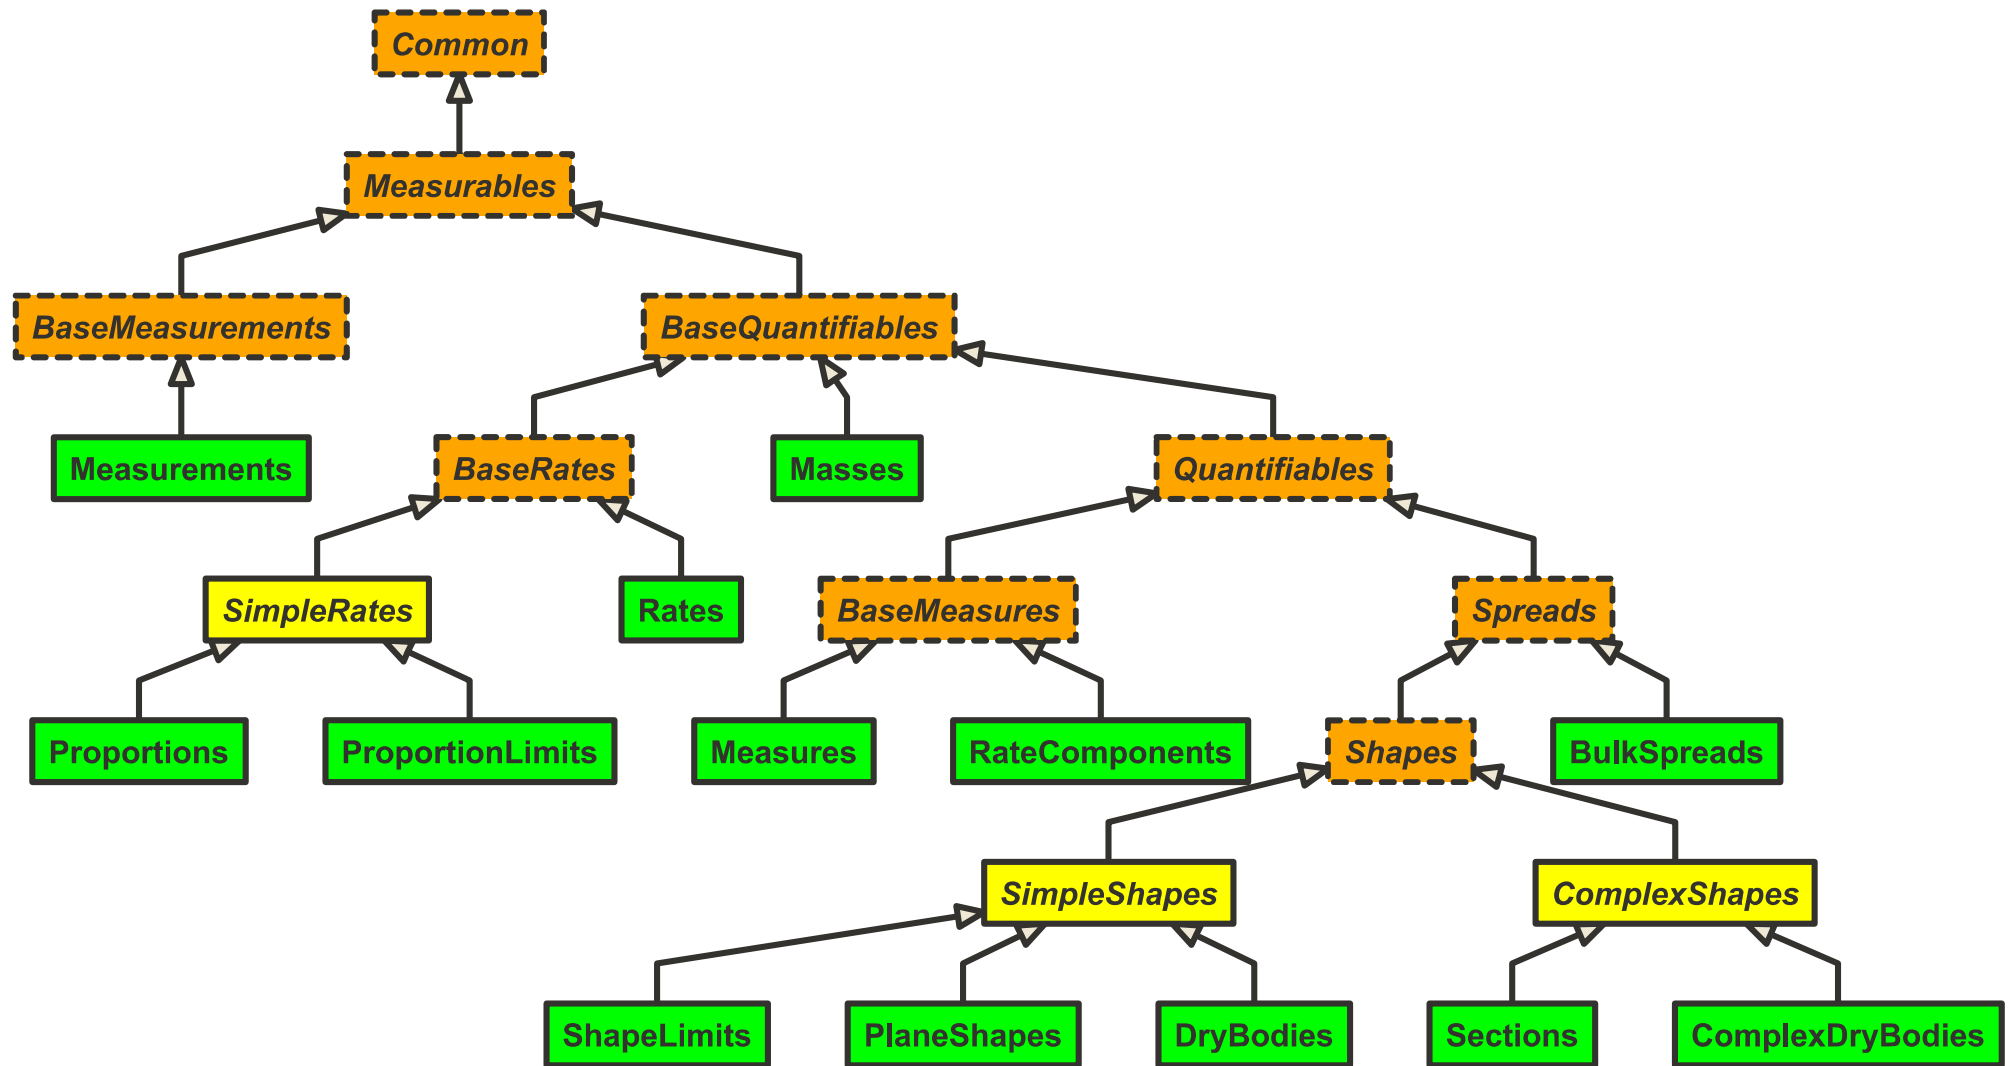 Common
Measurables
BaseMeasurements
BaseQuantifiables
Measurements
BaseRates
Masses
Quantifiables
SimpleRates
Rates
BaseMeasures
Spreads
Proportions
ProportionLimits
Measures
RateComponents
Shapes
BulkSpreads
SimpleShapes
ComplexShapes
ShapeLimits
PlaneShapes
DryBodies
Sections
ComplexDryBodies